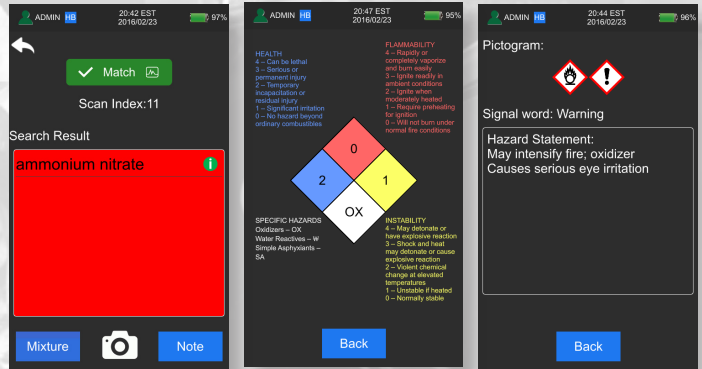 ADMIN HB
20:42 EST
2016/02/23
97%
Match
Scan Index:11
Search Result
ammonium nitrate
i
Mixture
Note
ADMIN HB
20:47 EST
2016/02/23
95%
HEALTH
4 – Can be lethal
3 – Serious or
permanent injury
2 – Temporary
incapacitation or
residual injury
1 – Significant irritation
0 – No hazard beyond
ordinary combustibles
FLAMMABILITY
4 – Rapidly or
completely vaporize
and burn easily
3 – Ignite readily in
ambient conditions
2 – Ignite when
moderately heated
1 – Require preheating
for ignition
0 – Will not burn under
normal fire conditions
0
2
1
OX
SPECIFIC HAZARDS
Oxidizers – OX
Water Reactives – W
Simple Asphyxiants –
SA
INSTABILITY
4 – May detonate or
have explosive reaction
3 – Shock and heat
may detonate or cause
explosive reaction
2 – Violent chemical
change at elevated
temperatures
1 – Unstable if heated
0 – Normally stable
Back
ADMIN HB
20:44 EST
2016/02/23
96%
Pictogram:
!
Signal word: Warning
Hazard Statement:
May intensify fire; oxidizer
Causes serious eye irritation
Back